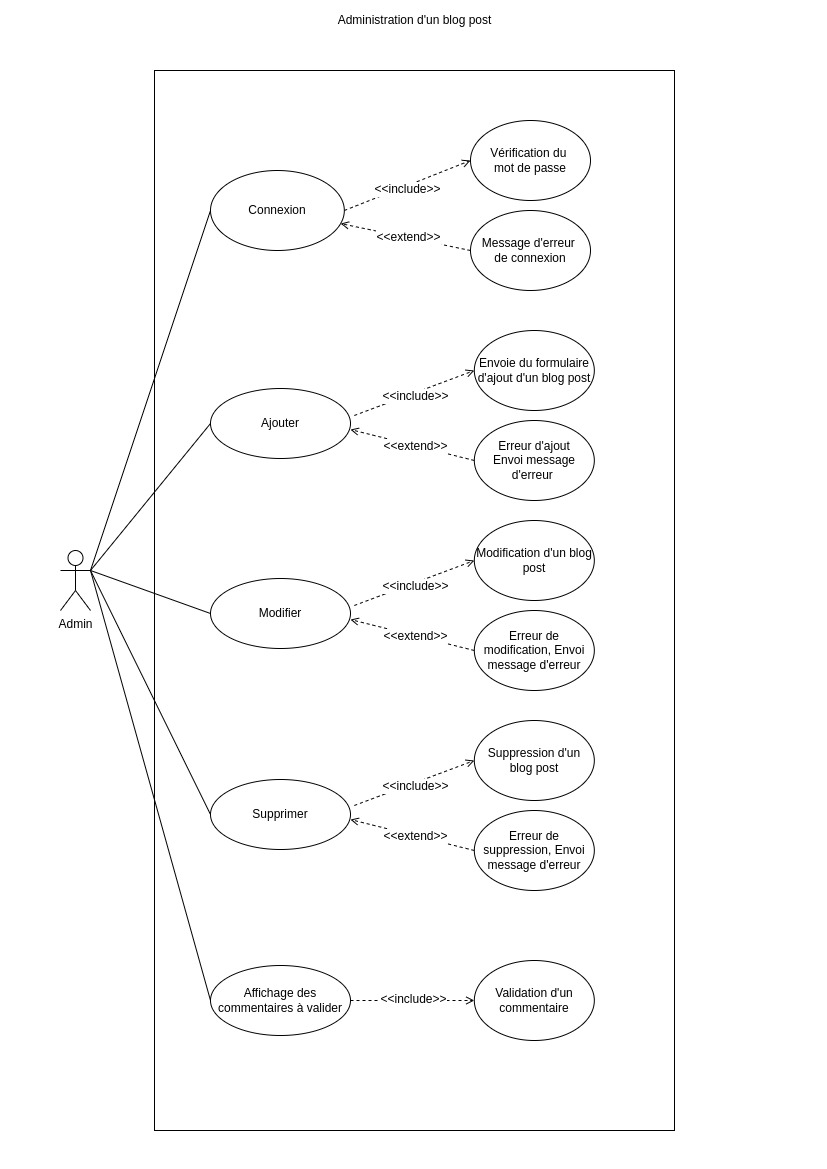 Administration d'un blog post
Vérification du
mot de passe
<<include>>
Connexion
<<extend>>
Message d'erreur
de connexion
Envoie du formulaire
d'ajout d'un blog post
<<include>>
Ajouter
<<extend>>
Erreur d'ajout
Envoi message
d'erreur
Modification d'un blog
post
<<include>>
Modifier
Admin
<<extend>>
Erreur de
modification, Envoi
message d'erreur
Suppression d'un
blog post
<<include>>
Supprimer
<<extend>>
Erreur de
suppression, Envoi
message d'erreur
Affichage des
commentaires à valider
<<include>>
Validation d'un
commentaire